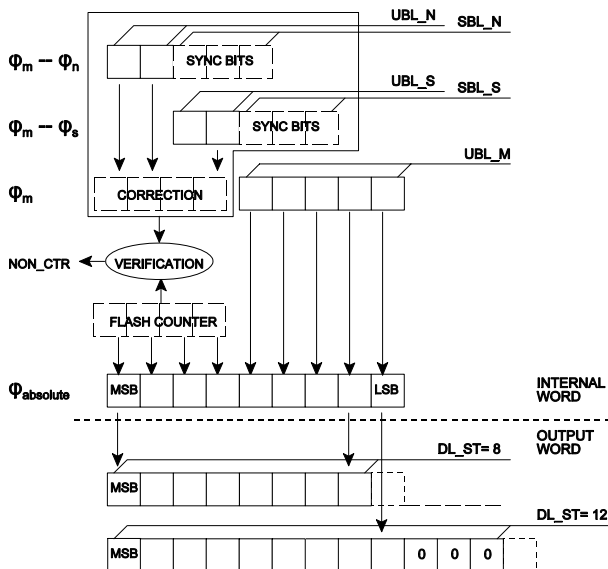 UBL_N
SBL_N
φm – φn
SYNC BITS
UBL_S
SBL_S
φm – φs
SYNC BITS
UBL_M
φm
CORRECTION
NON_CTR
VERIFICATION
FLASH COUNTER
φabsolute
MSB
LSB
INTERNAL
WORD
OUTPUT
WORD
DL_ST= 8
MSB
DL_ST= 12
MSB
0 0 0